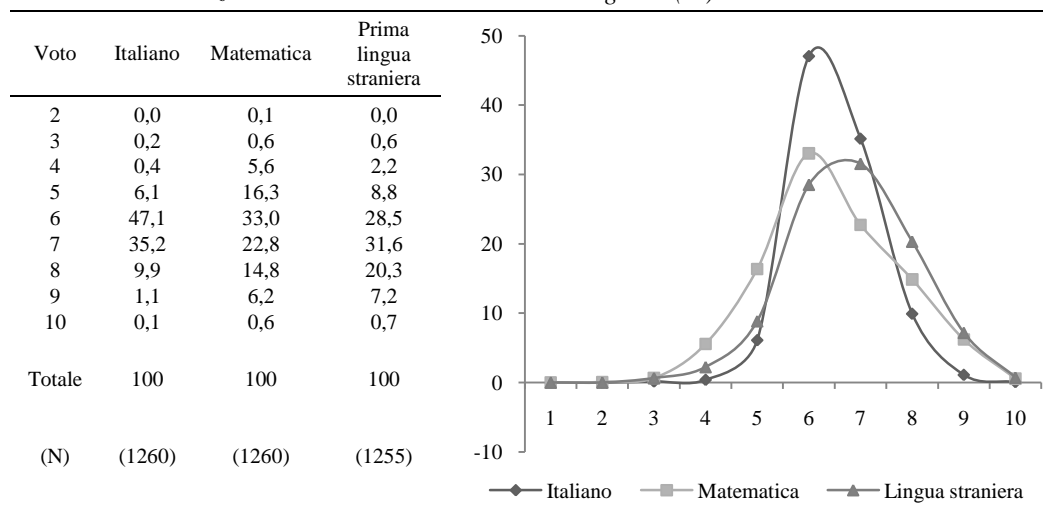 Voto Italiano Matematica Prima lingua straniera
2 0,0 0,1 0,0
3 0,2 0,6 0,6
4 0,4 5,6 2,2
5 6,1 16,3 8,8
6 47,1 33,0 28,5
7 35,2 22,8 31,6
8 9,9 14,8 20,3
9 1,1 6,2 7,2
10 0,1 0,6 0,7
Totale 100 100 100
(N) (1260) (1260) (1255)
50
40
30
20
10
0
-10
1 2 3 4 5 6 7 8 9 10
Italiano Matematica Lingua straniera